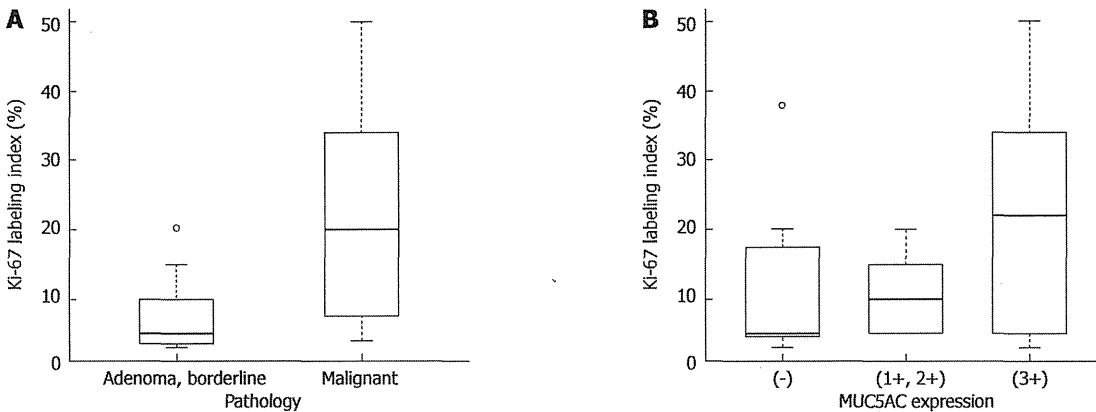 A
Ki-67 labeling index (%)
50
40
30
20
10
0
Adenoma, borderline
Malignant
Pathology
B
Ki-67 labeling index (%)
50
40
30
20
10
0
(-)
(1+, 2+)
(3+)
MUC5AC expression